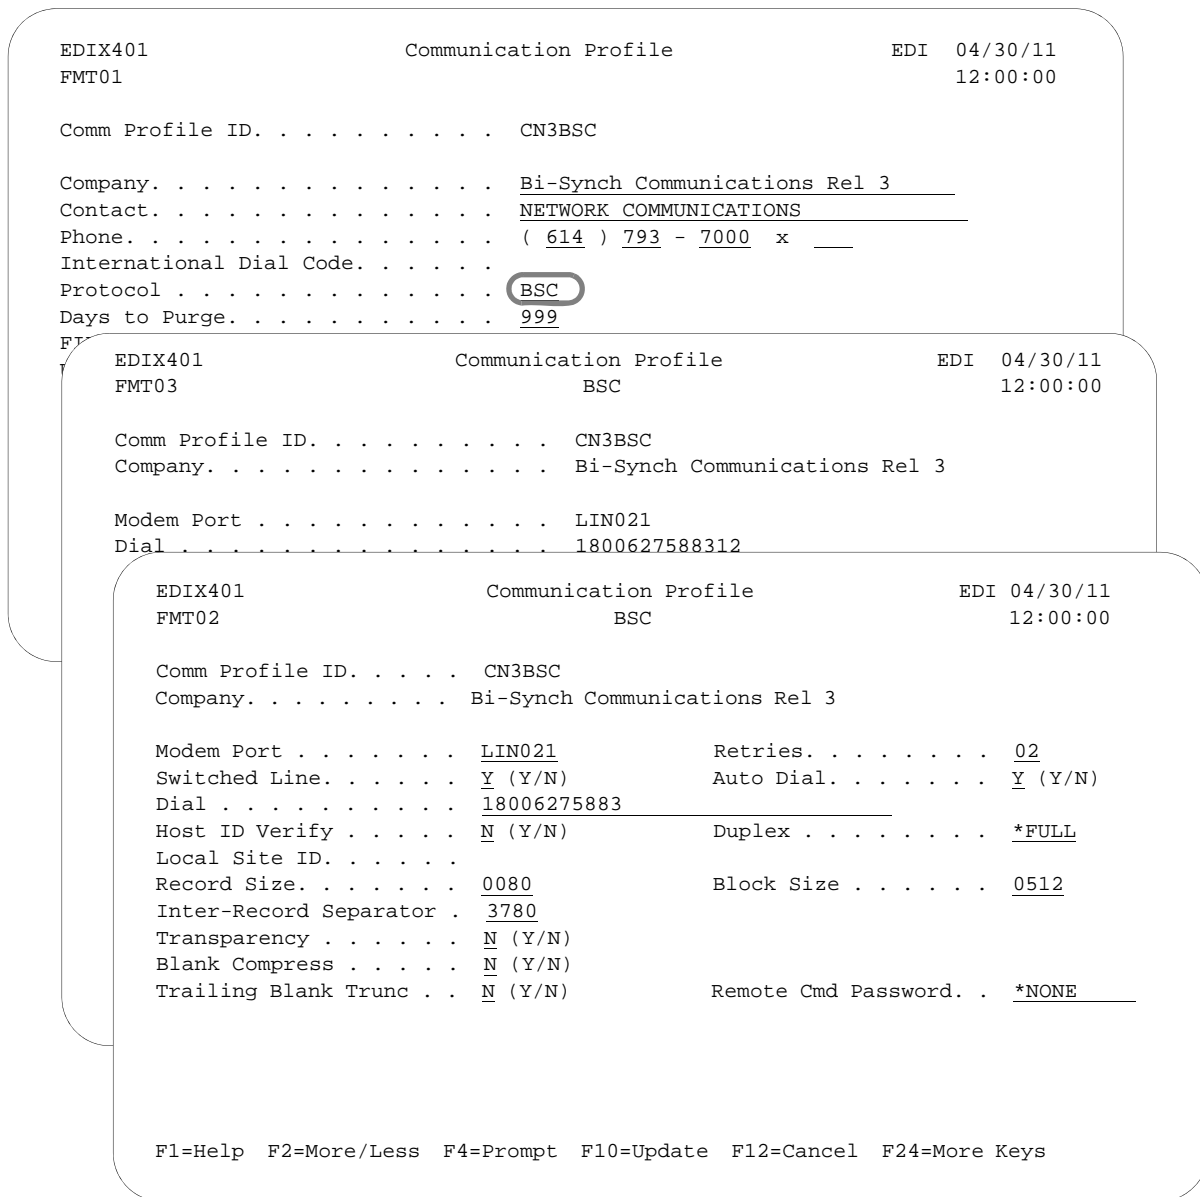 EDIX401 Communication Profile EDI 04/30/11
FMT01 12:00:00
Comm Profile ID. . . . . . . . . . CN3BSC
Company. . . . . . . . . . . . . . Bi-Synch Communications Rel 3
Contact. . . . . . . . . . . . . . NETWORK COMMUNICATIONS
Phone. . . . . . . . . . . . . . . ( 614 ) 793 - 7000 x ___
International Dial Code. . . . . .
Protocol . . . . . . . . . . . . . BSC
Days to Purge. . . . . . . . . . . 999
EDIX401 Communication Profile EDI 04/30/11
FMT03 BSC 12:00:00
Comm Profile ID. . . . . . . . . . CN3BSC
Company. . . . . . . . . . . . . . Bi-Synch Communications Rel 3
Modem Port . . . . . . . . . . . . LIN021
Dial . . . . . . . . . . . . . . . 1800627588312
EDIX401 Communication Profile EDI 04/30/11
FMT02 BSC 12:00:00
Comm Profile ID. . . . . CN3BSC
Company. . . . . . . . . Bi-Synch Communications Rel 3
Modem Port . . . . . . . LIN021 Retries. . . . . . . . 02
Switched Line. . . . . . Y (Y/N) Auto Dial. . . . . . . Y (Y/N)
Dial . . . . . . . . . . 18006275883
Host ID Verify . . . . . N (Y/N) Duplex . . . . . . . . *FULL
Local Site ID. . . . . .
Record Size. . . . . . . 0080 Block Size . . . . . . 0512
Inter-Record Separator . 3780
Transparency . . . . . . N (Y/N)
Blank Compress . . . . . N (Y/N)
Trailing Blank Trunc . . N (Y/N) Remote Cmd Password. . *NONE
F1=Help F2=More/Less F4=Prompt F10=Update F12=Cancel F24=More Keys